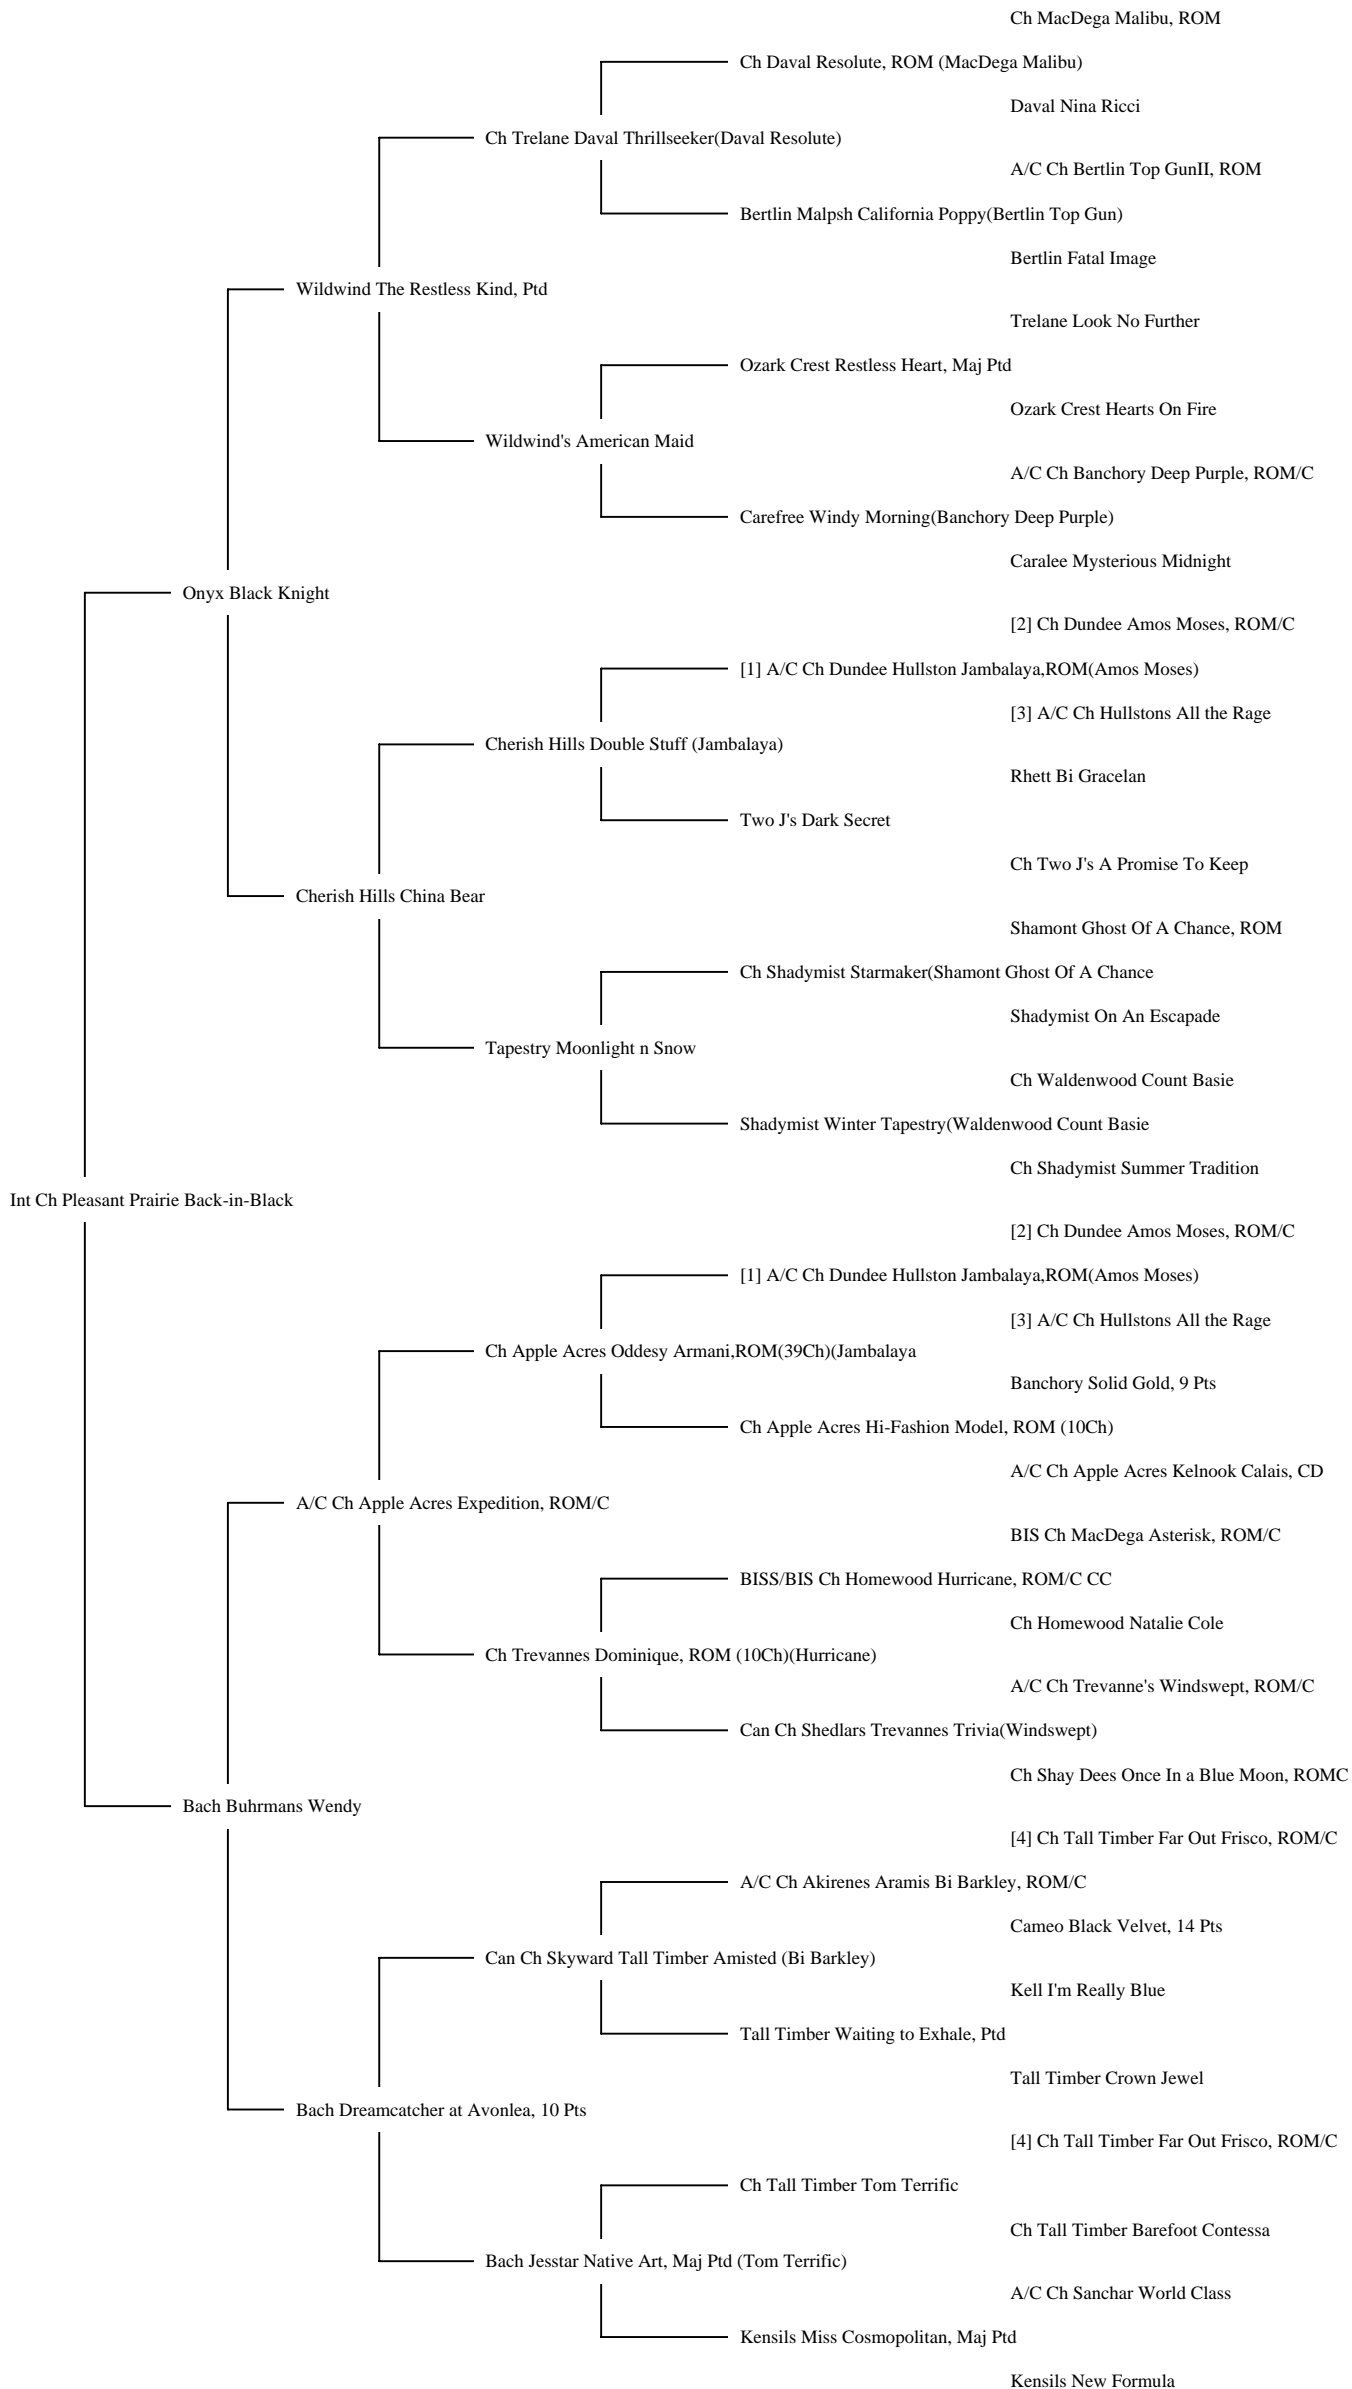 Ch MacDega Malibu, ROM
Ch Daval Resolute, ROM (MacDega Malibu)
Daval Nina Ricci
Ch Trelane Daval Thrillseeker(Daval Resolute)
A/C Ch Bertlin Top GunII, ROM
Bertlin Malpsh California Poppy(Bertlin Top Gun)
Bertlin Fatal Image
Wildwind The Restless Kind, Ptd
Trelane Look No Further
Ozark Crest Restless Heart, Maj Ptd
Ozark Crest Hearts On Fire
Wildwind's American Maid
A/C Ch Banchory Deep Purple, ROM/C
Carefree Windy Morning(Banchory Deep Purple)
Caralee Mysterious Midnight
Onyx Black Knight
[2] Ch Dundee Amos Moses, ROM/C
[1] A/C Ch Dundee Hullston Jambalaya,ROM(Amos Moses)
[3] A/C Ch Hullstons All the Rage
Cherish Hills Double Stuff (Jambalaya)
Rhett Bi Gracelan
Two J's Dark Secret
Ch Two J's A Promise To Keep
Cherish Hills China Bear
Shamont Ghost Of A Chance, ROM
Ch Shadymist Starmaker(Shamont Ghost Of A Chance
Shadymist On An Escapade
Tapestry Moonlight n Snow
Ch Waldenwood Count Basie
Shadymist Winter Tapestry(Waldenwood Count Basie
Ch Shadymist Summer Tradition
Int Ch Pleasant Prairie Back-in-Black
[2] Ch Dundee Amos Moses, ROM/C
[1] A/C Ch Dundee Hullston Jambalaya,ROM(Amos Moses)
[3] A/C Ch Hullstons All the Rage
Ch Apple Acres Oddesy Armani,ROM(39Ch)(Jambalaya
Banchory Solid Gold, 9 Pts
Ch Apple Acres Hi-Fashion Model, ROM (10Ch)
A/C Ch Apple Acres Kelnook Calais, CD
A/C Ch Apple Acres Expedition, ROM/C
BIS Ch MacDega Asterisk, ROM/C
BISS/BIS Ch Homewood Hurricane, ROM/C CC
Ch Homewood Natalie Cole
Ch Trevannes Dominique, ROM (10Ch)(Hurricane)
A/C Ch Trevanne's Windswept, ROM/C
Can Ch Shedlars Trevannes Trivia(Windswept)
Ch Shay Dees Once In a Blue Moon, ROMC
Bach Buhrmans Wendy
[4] Ch Tall Timber Far Out Frisco, ROM/C
A/C Ch Akirenes Aramis Bi Barkley, ROM/C
Cameo Black Velvet, 14 Pts
Can Ch Skyward Tall Timber Amisted (Bi Barkley)
Kell I'm Really Blue
Tall Timber Waiting to Exhale, Ptd
Tall Timber Crown Jewel
Bach Dreamcatcher at Avonlea, 10 Pts
[4] Ch Tall Timber Far Out Frisco, ROM/C
Ch Tall Timber Tom Terrific
Ch Tall Timber Barefoot Contessa
Bach Jesstar Native Art, Maj Ptd (Tom Terrific)
A/C Ch Sanchar World Class
Kensils Miss Cosmopolitan, Maj Ptd
Kensils New Formula